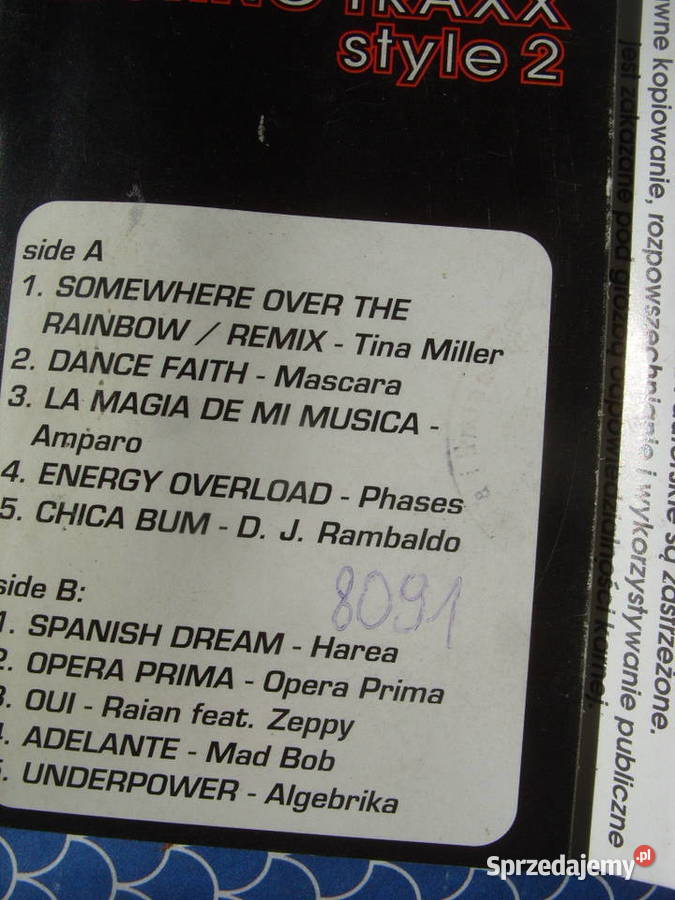 TRAXX
style 2
side A
1. SOMEWHERE OVER THE
RAINBOW / REMIX - Tina Miller
2. DANCE FAITH - Mascara
3. LA MAGIA DE MI MUSICA -
Amparo
4. ENERGY OVERLOAD - Phases
5. CHICA BUM - D. J. Rambaldo
8091
side B:
1. SPANISH DREAM - Harea
2. OPERA PRIMA - Opera Prima
3. OUI - Raian feat. Zeppy
4. ADELANTE - Mad Bob
5. UNDERPOWER - Algebrika
są zastrzeżone.
kopiowanie, rozpowszechnianie i wykorzystywanie publiczne
jest zakazane pod groźbą odpowiedzialności karnej.
Sprzedajemy.pl